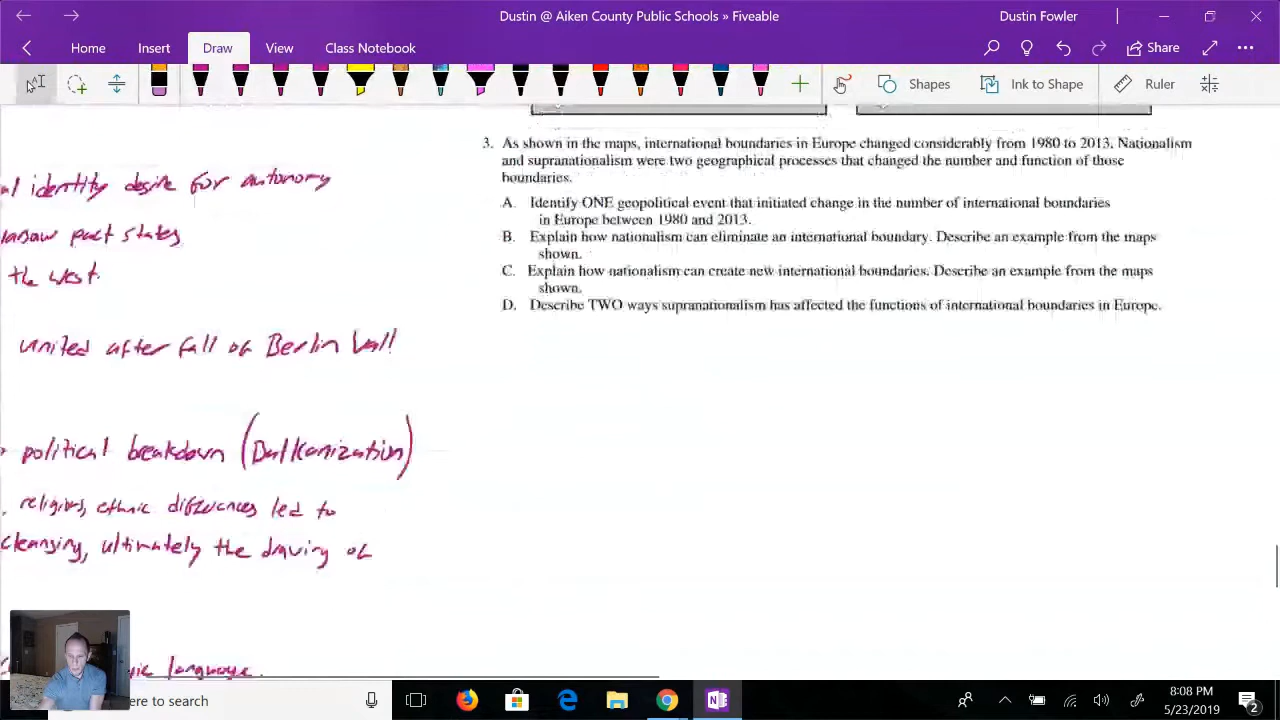 Dustin @ Aiken County Public Schools » Fiveable
Dustin Fowler
Home Insert Draw View Class Notebook
Share
Shapes
Ink to Shape
Ruler
3. As shown in the maps, international boundaries in Europe changed considerably from 1980 to 2013. Nationalism
and supranationalism were two geographical processes that changed the number and function of those
boundaries.
A. Identify ONE geopolitical event that initiated change in the number of international boundaries
in Europe between 1980 and 2013.
B. Explain how nationalism can eliminate an international boundary. Describe an example from the maps
shown.
C. Explain how nationalism can create new international boundaries. Describe an example from the maps
shown.
D. Describe TWO ways supranationalism has affected the functions of international boundaries in Europe.
identity desire for autonomy
pact states
the west.
united after fall of Berlin Wall
political breakdown (Balkanization)
religious, ethnic differences led to
cleansing, ultimately the drawing of
language.
ere to search
8:08 PM
5/23/2019
2